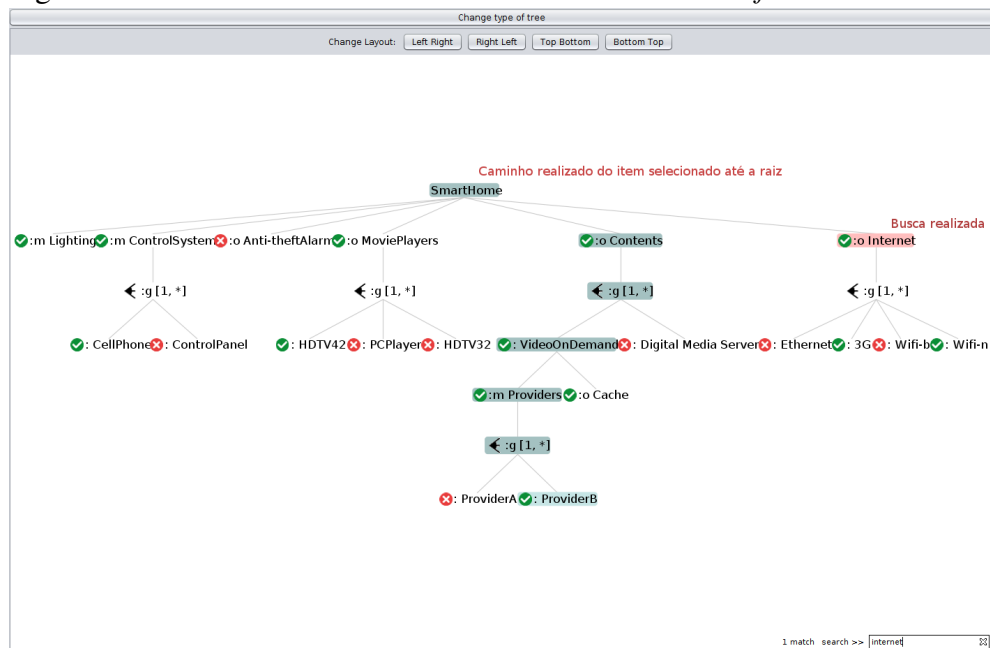 Change type of tree
Change Layout: Left Right Right Left Top Bottom Bottom Top
Caminho realizado do item selecionado até a raiz
SmartHome
Busca realizada
:m Lighting :m ControlSystem :o Anti-theftAlarm :o MoviePlayers :o Contents :o Internet
:g [1, *] :g [1, *] :g [1, *] :g [1, *]
: CellPhone : ControlPanel : HDTV42 : PCPlayer : HDTV32 : VideoOnDemand : Digital Media Server : Ethernet : 3G : Wifi-b : Wifi-n
:m Providers :o Cache
:g [1, *]
: ProviderA : ProviderB
1 match search >> internet